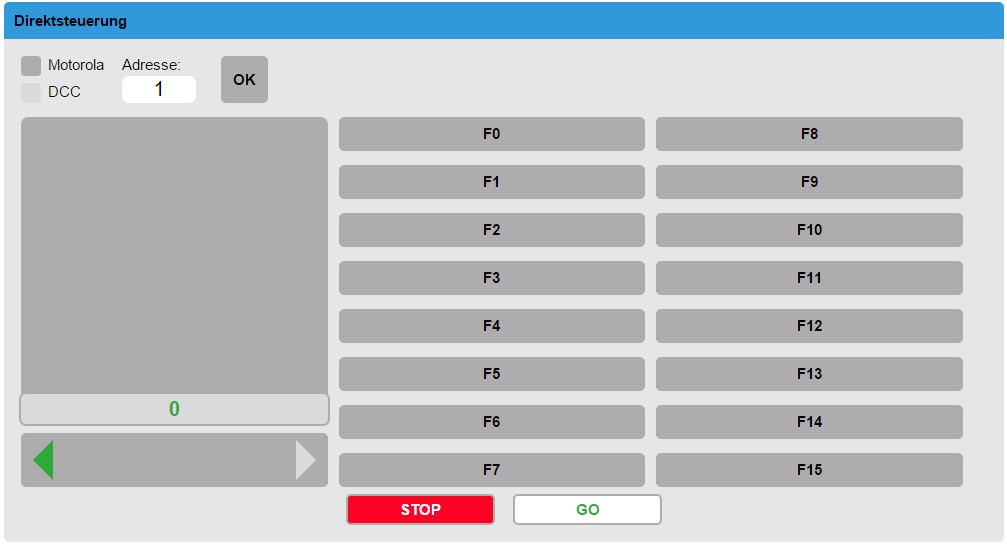 Direktsteuerung
Motorola
DCC
Adresse:
1
OK
0
F0
F1
F2
F3
F4
F5
F6
F7
F8
F9
F10
F11
F12
F13
F14
F15
STOP
GO